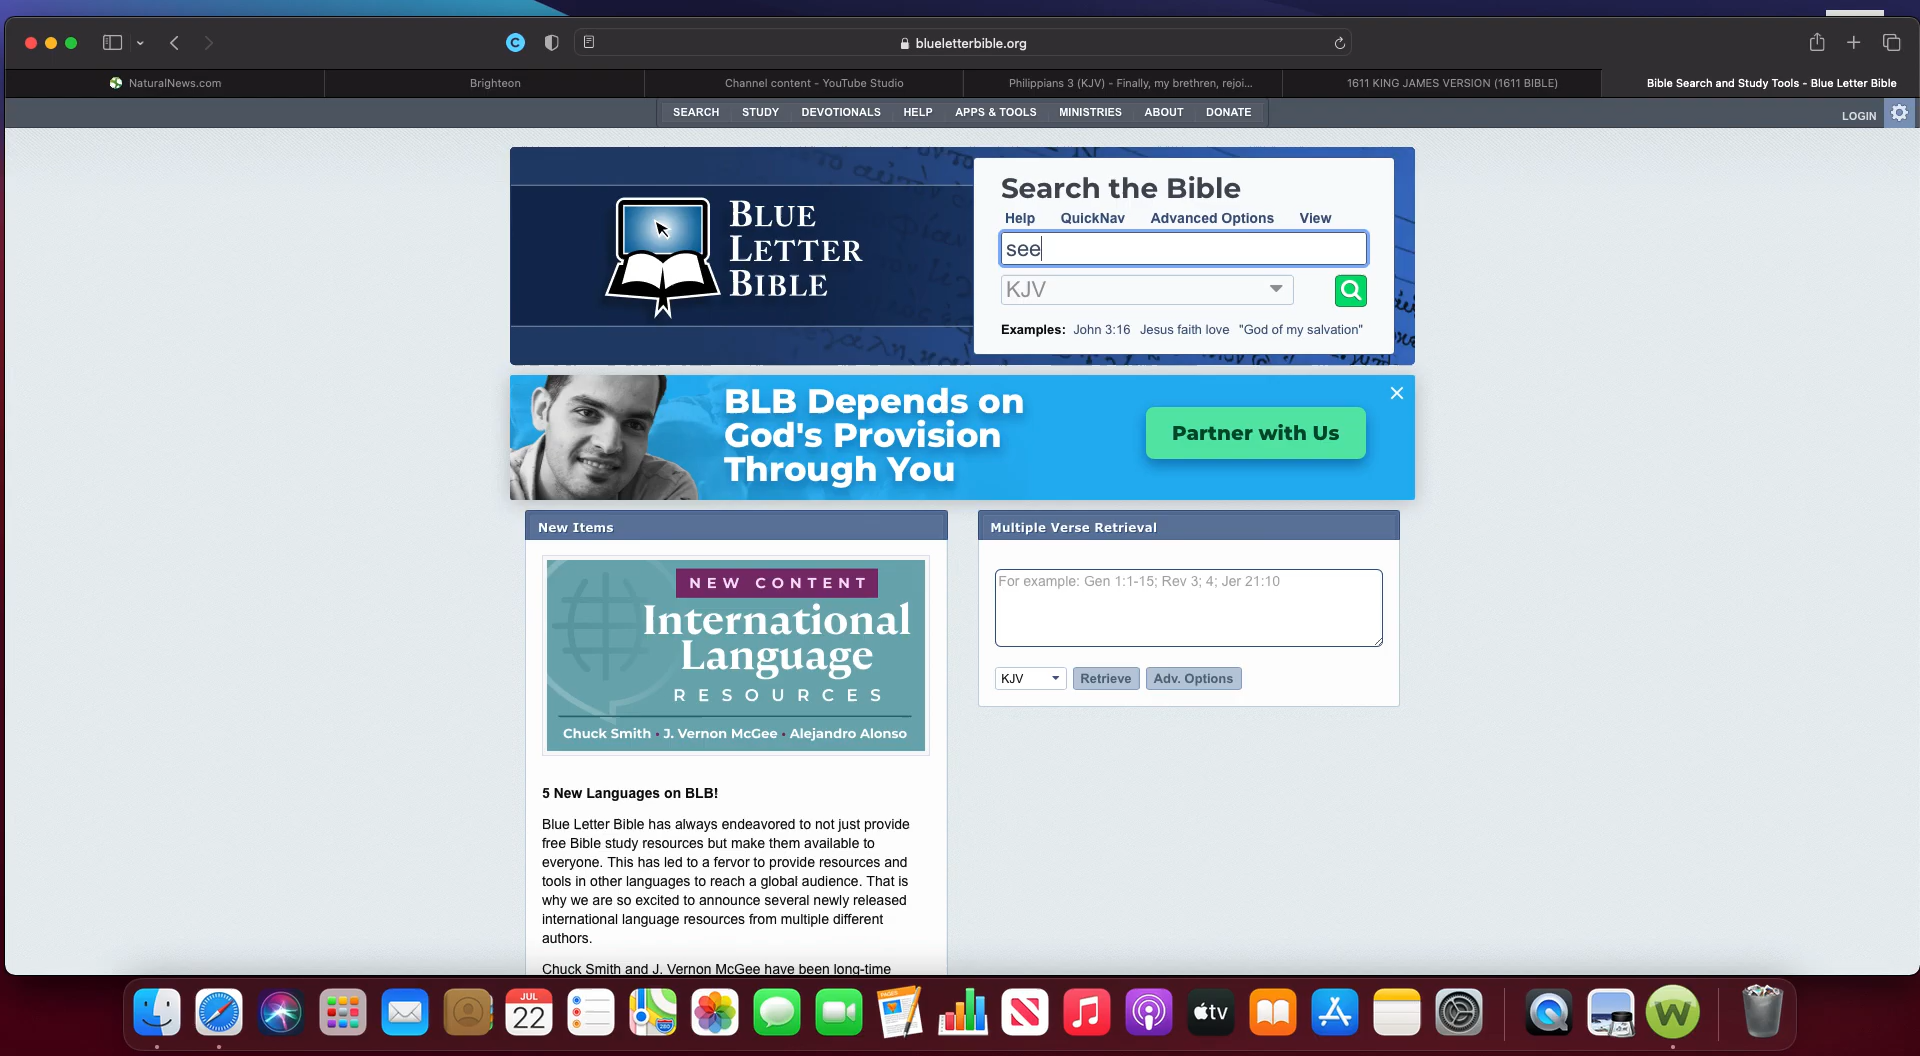 blueletterbible.org
NaturalNews.com
Brighteon
Channel content - YouTube Studio
Philippians 3 (KJV) - Finally, my brethren, rejoi...
1611 KING JAMES VERSION (1611 BIBLE)
Bible Search and Study Tools - Blue Letter Bible
SEARCH STUDY DEVOTIONALS HELP APPS & TOOLS MINISTRIES ABOUT DONATE
LOGIN
BLUE
LETTER
BIBLE
Search the Bible
Help QuickNav Advanced Options View
see
KJV
Examples: John 3:16 Jesus faith love "God of my salvation"
BLB Depends on
God's Provision
Through You
Partner with Us
New Items
NEW CONTENT
International
Language
RESOURCES
Chuck Smith · J. Vernon McGee · Alejandro Alonso
5 New Languages on BLB!
Blue Letter Bible has always endeavored to not just provide
free Bible study resources but make them available to
everyone. This has led to a fervor to provide resources and
tools in other languages to reach a global audience. That is
why we are so excited to announce several newly released
international language resources from multiple different
authors.
Chuck Smith and J. Vernon McGee have been long-time
Multiple Verse Retrieval
For example: Gen 1:1-15; Rev 3; 4; Jer 21:10
KJV Retrieve Adv. Options
JUL
22
280
PAGES
tv
W